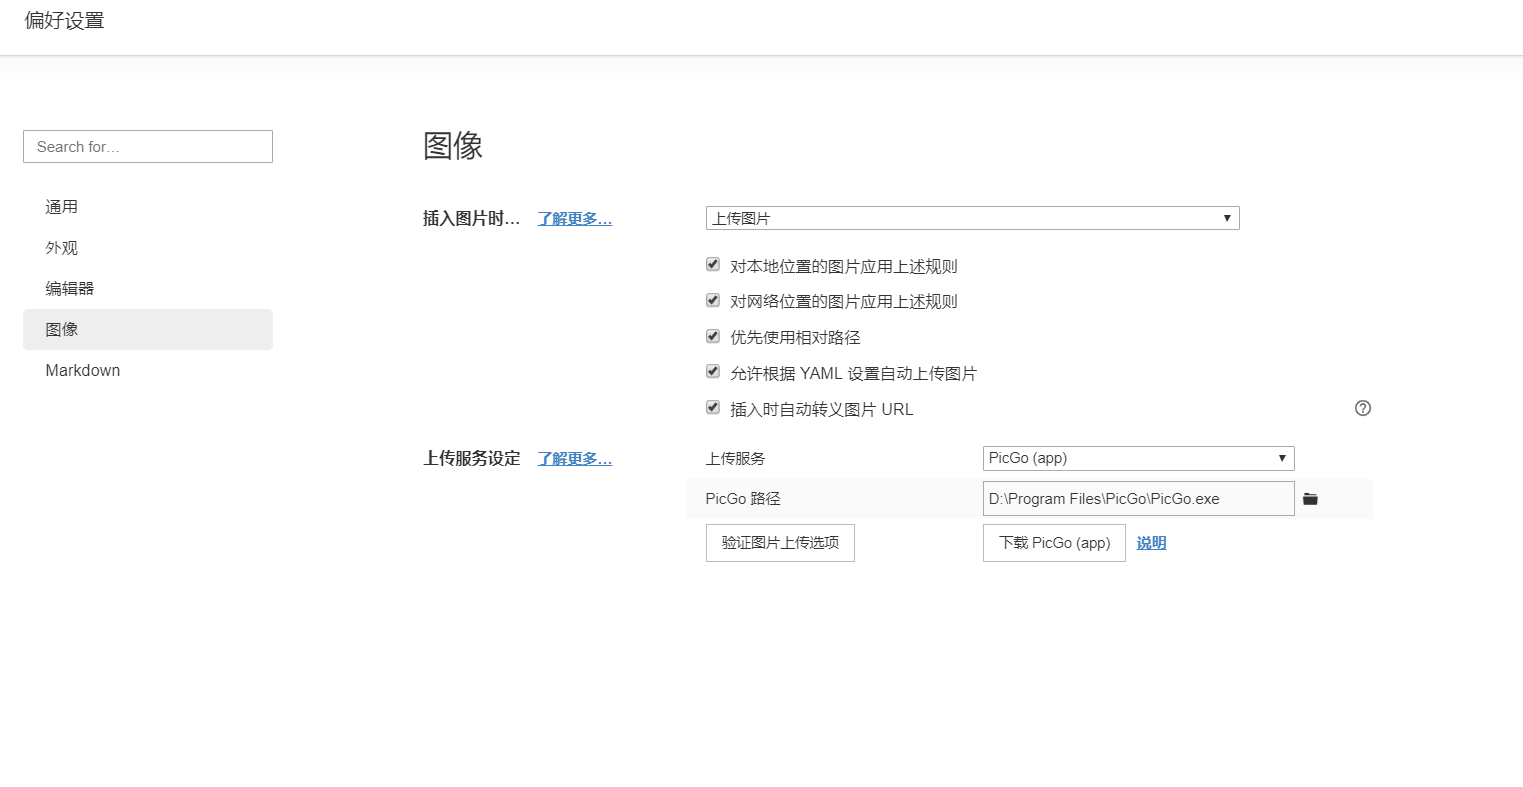 偏好设置
Search for…
通用
外观
编辑器
图像
Markdown
图像
插入图片时… 了解更多…
上传图片
对本地位置的图片应用上述规则
对网络位置的图片应用上述规则
优先使用相对路径
允许根据 YAML 设置自动上传图片
插入时自动转义图片 URL
上传服务设定 了解更多…
上传服务 PicGo (app)
PicGo 路径 D:\Program Files\PicGo\PicGo.exe
验证图片上传选项 下载 PicGo (app) 说明